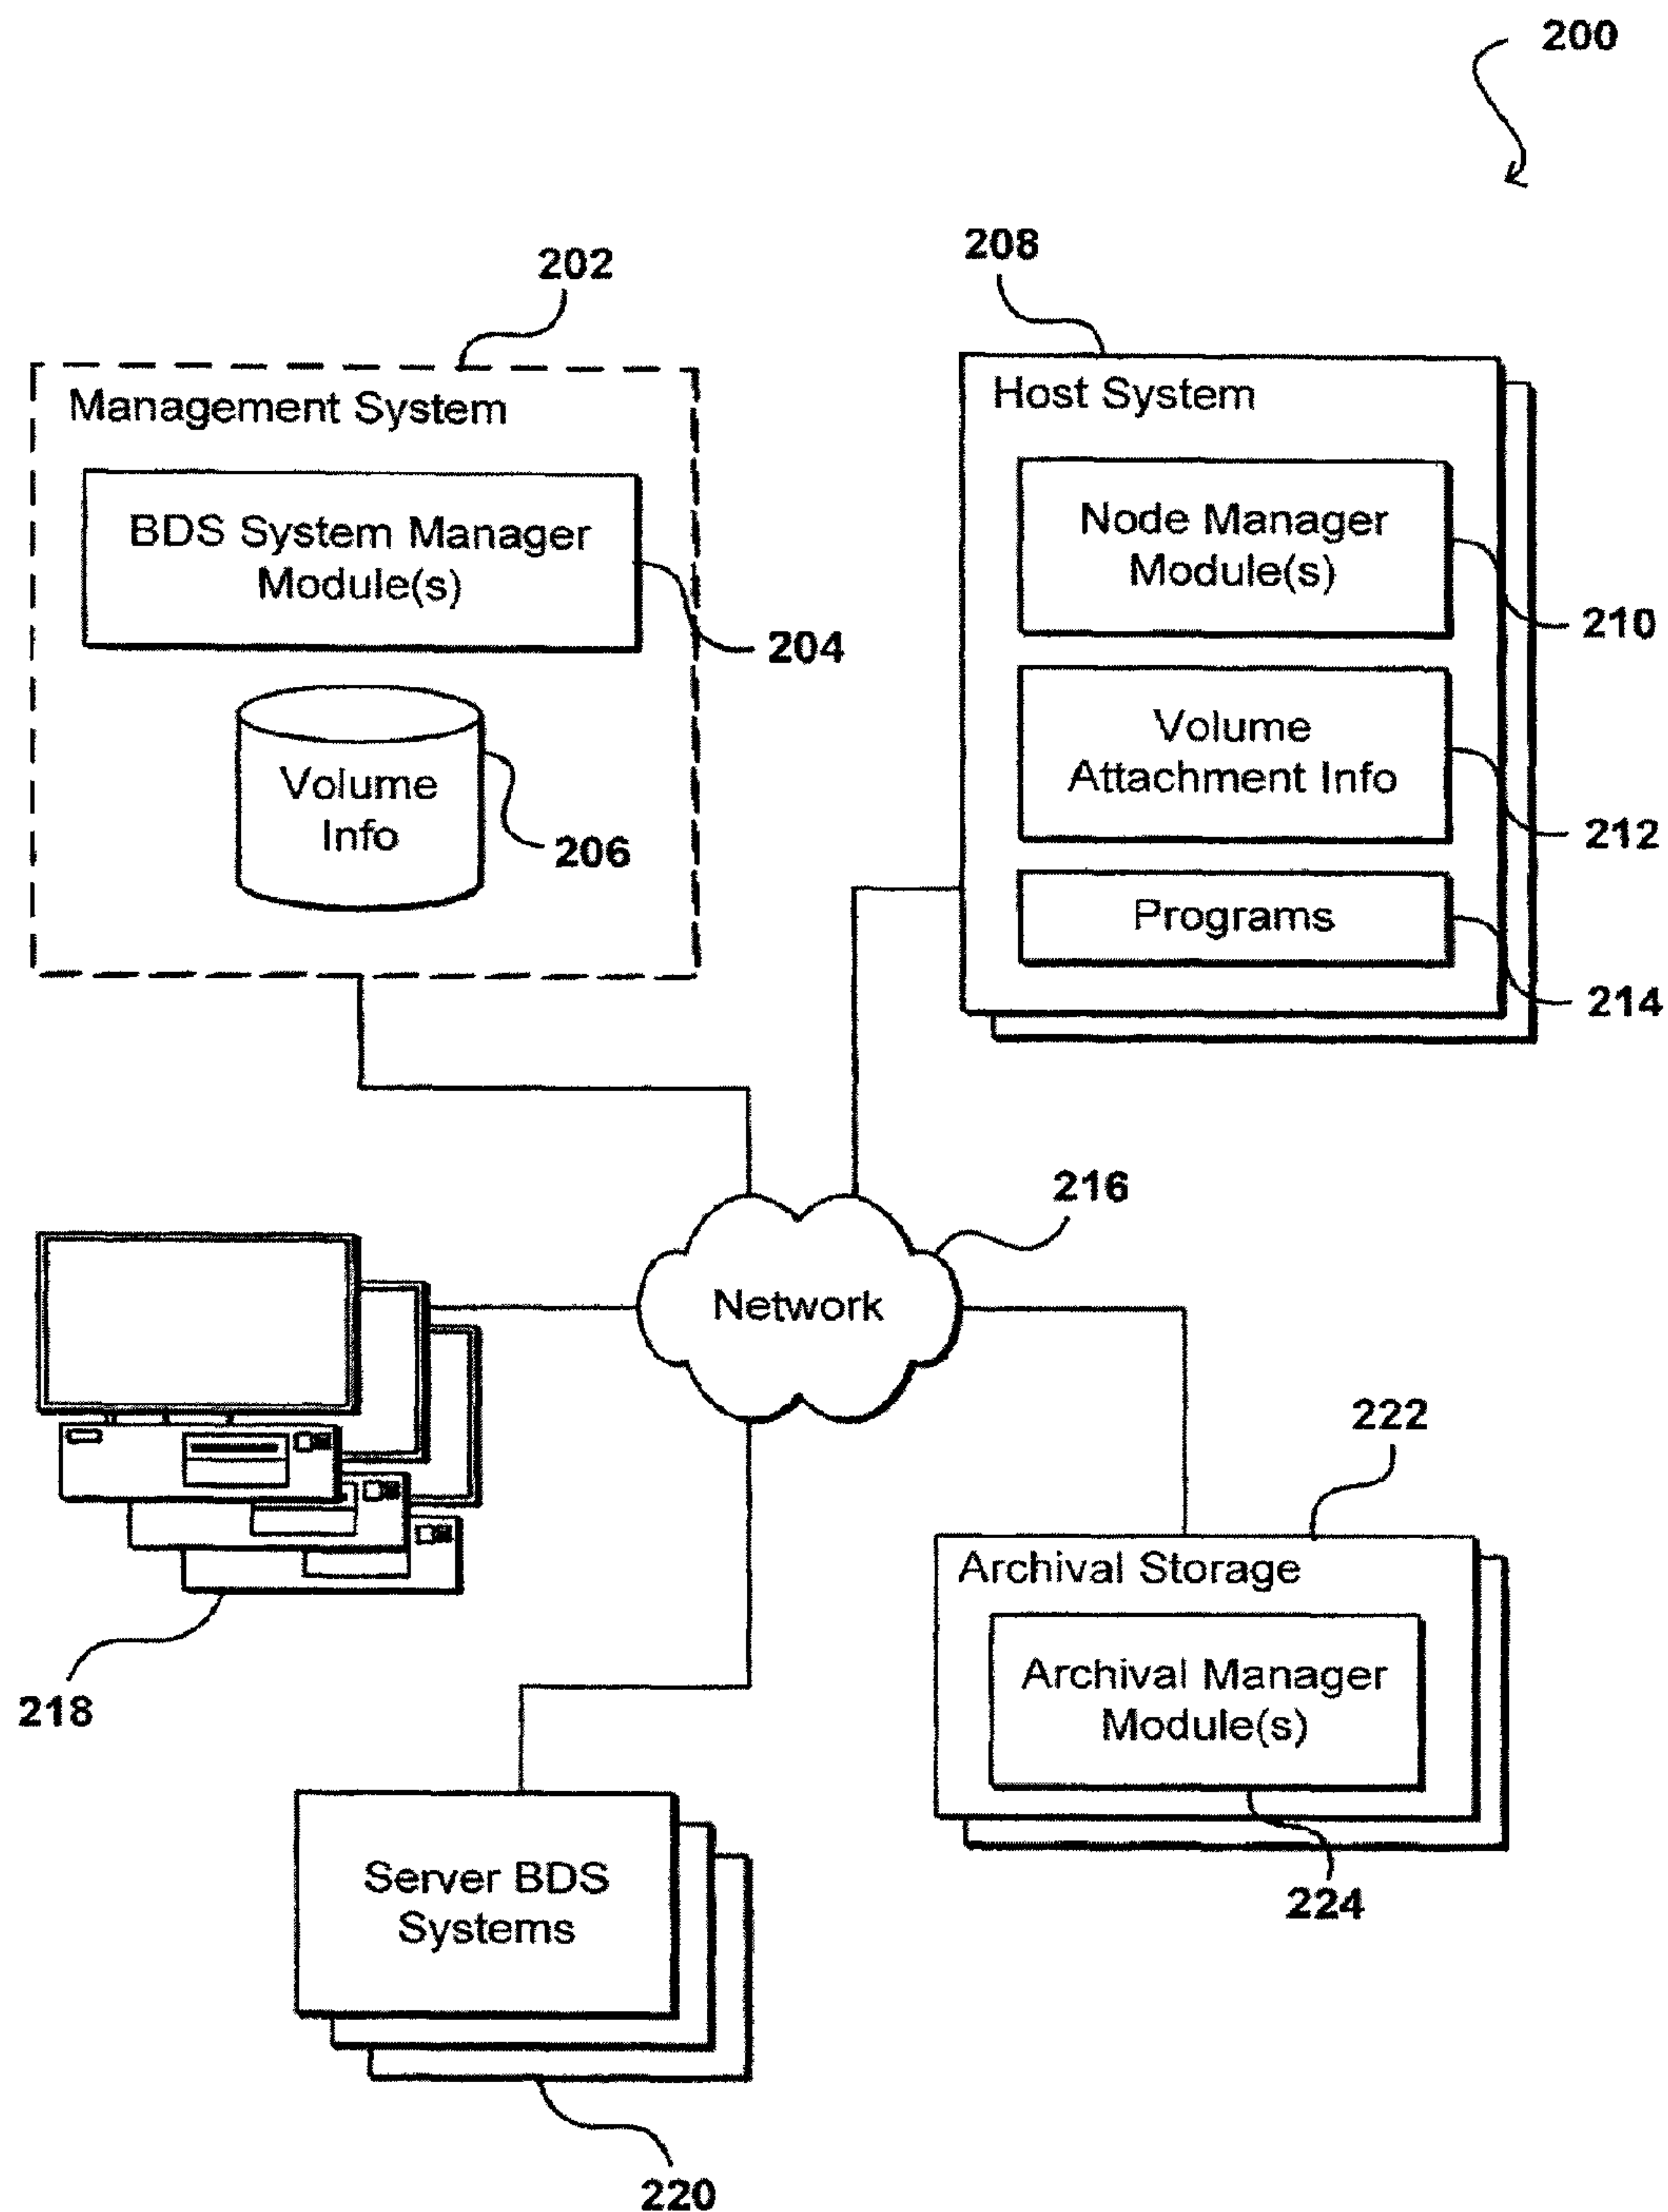 200
202
208
Management System
BDS System Manager
Module(s)
204
Volume
Info
206
Host System
Node Manager
Module(s)
210
Volume
Attachment Info
212
Programs
214
216
Network
218
222
Archival Storage
Archival Manager
Module(s)
224
Server BDS
Systems
220